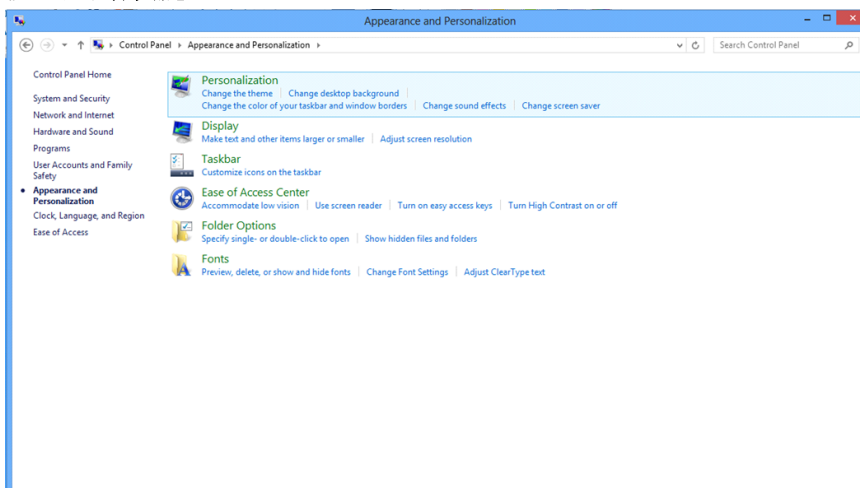 Appearance and Personalization
Control Panel Appearance and Personalization
Search Control Panel
Control Panel Home
System and Security
Network and Internet
Hardware and Sound
Programs
User Accounts and Family
Safety
Appearance and
Personalization
Clock, Language, and Region
Ease of Access
Personalization
Change the theme Change desktop background
Change the color of your taskbar and window borders Change sound effects Change screen saver
Display
Make text and other items larger or smaller Adjust screen resolution
Taskbar
Customize icons on the taskbar
Ease of Access Center
Accommodate low vision Use screen reader Turn on easy access keys Turn High Contrast on or off
Folder Options
Specify single- or double-click to open Show hidden files and folders
Fonts
Preview, delete, or show and hide fonts Change Font Settings Adjust ClearType text